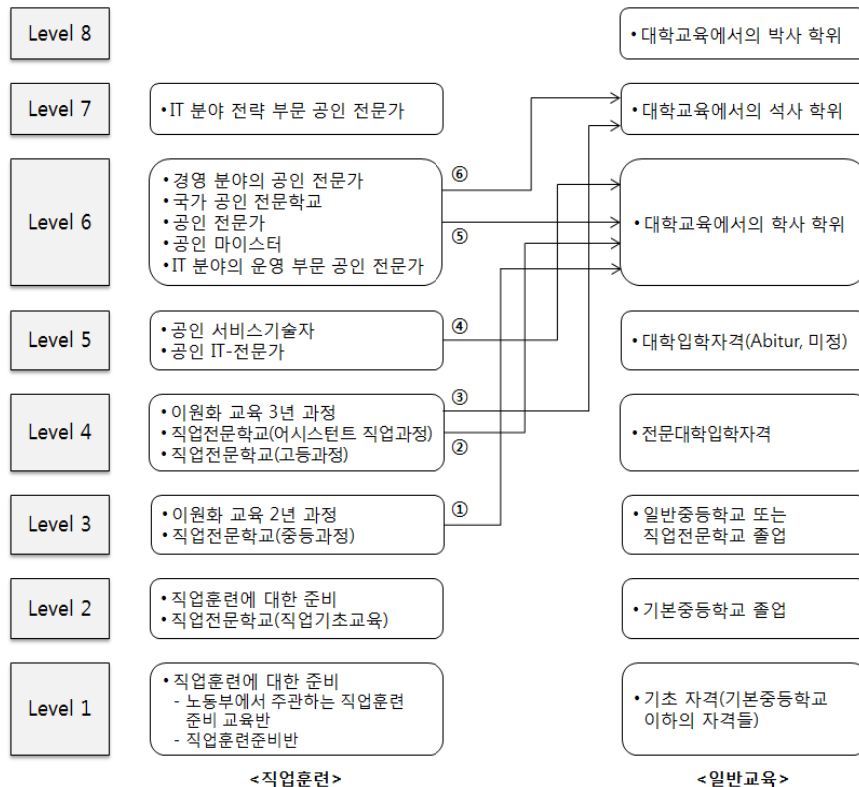 Level 8
• 대학교육에서의 박사 학위
Level 7
• IT 분야 전략 부문 공인 전문가
• 대학교육에서의 석사 학위
Level 6
• 경영 분야의 공인 전문가
• 국가 공인 전문학교
• 공인 전문가
• 공인 마이스터
• IT 분야의 운영 부문 공인 전문가
⑥
⑤
• 대학교육에서의 학사 학위
Level 5
• 공인 서비스기술자
• 공인 IT-전문가
④
• 대학입학자격(Abitur, 미정)
Level 4
• 이원화 교육 3년 과정
• 직업전문학교(어시스턴트 직업과정)
• 직업전문학교(고등과정)
③
②
• 전문대학입학자격
Level 3
• 이원화 교육 2년 과정
• 직업전문학교(중등과정)
①
• 일반중등학교 또는
직업전문학교 졸업
Level 2
• 직업훈련에 대한 준비
• 직업전문학교(직업기초교육)
• 기본중등학교 졸업
Level 1
• 직업훈련에 대한 준비
- 노동부에서 주관하는 직업훈련
준비 교육반
- 직업훈련준비반
• 기초 자격(기본중등학교
이하의 자격들)
<직업훈련>
<일반교육>